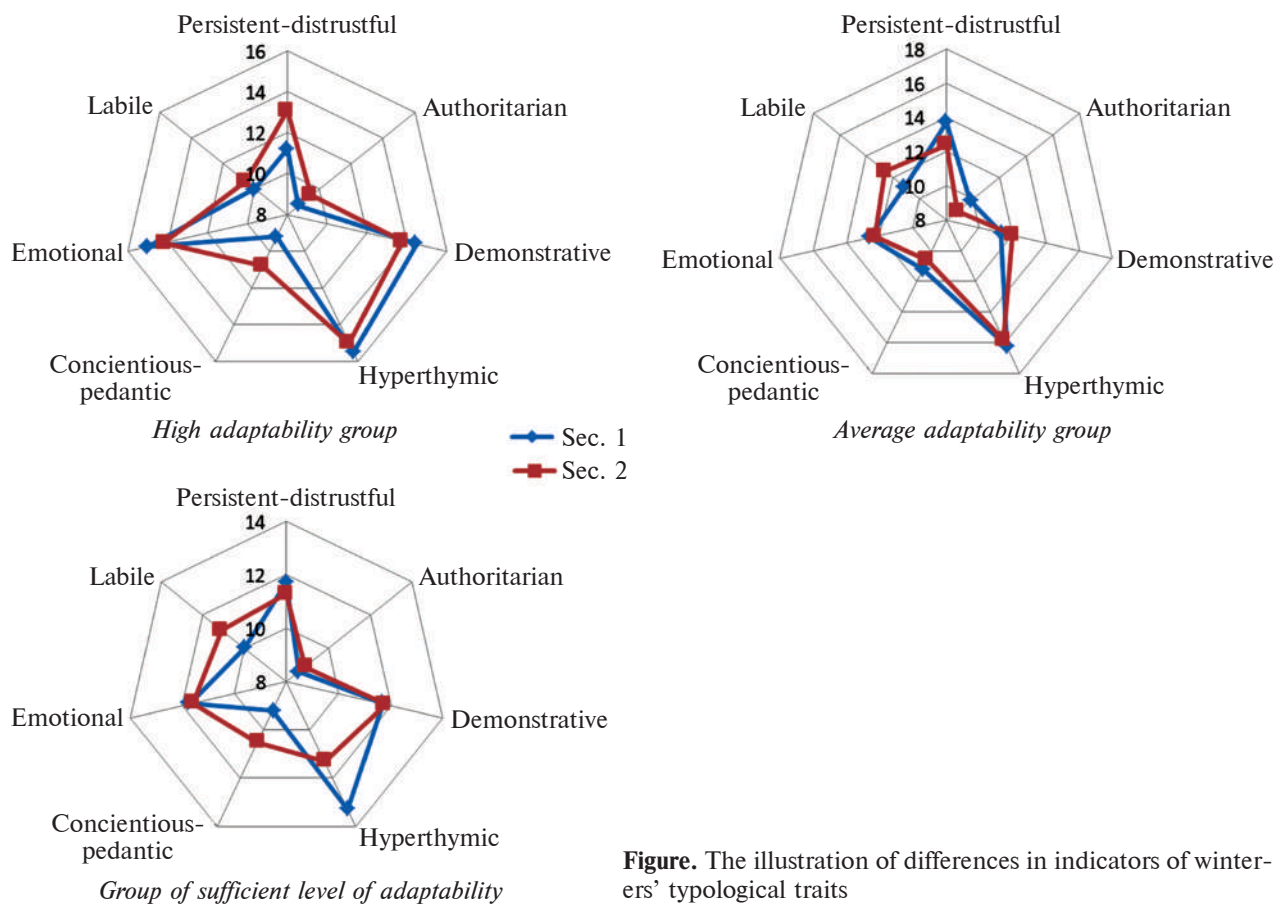 Persistent-distrustful
16
14
12
10
8
Labile
Authoritarian
Emotional
Demonstrative
Concientious-
pedantic
Hyperthymic
High adaptability group
Persistent-distrustful
18
16
14
12
10
8
Labile
Authoritarian
Emotional
Demonstrative
Concientious-
pedantic
Hyperthymic
Average adaptability group
Sec. 1
Sec. 2
Persistent-distrustful
14
12
10
8
Labile
Authoritarian
Emotional
Demonstrative
Concientious-
pedantic
Hyperthymic
Group of sufficient level of adaptability
Figure. The illustration of differences in indicators of winter-
ers’ typological traits